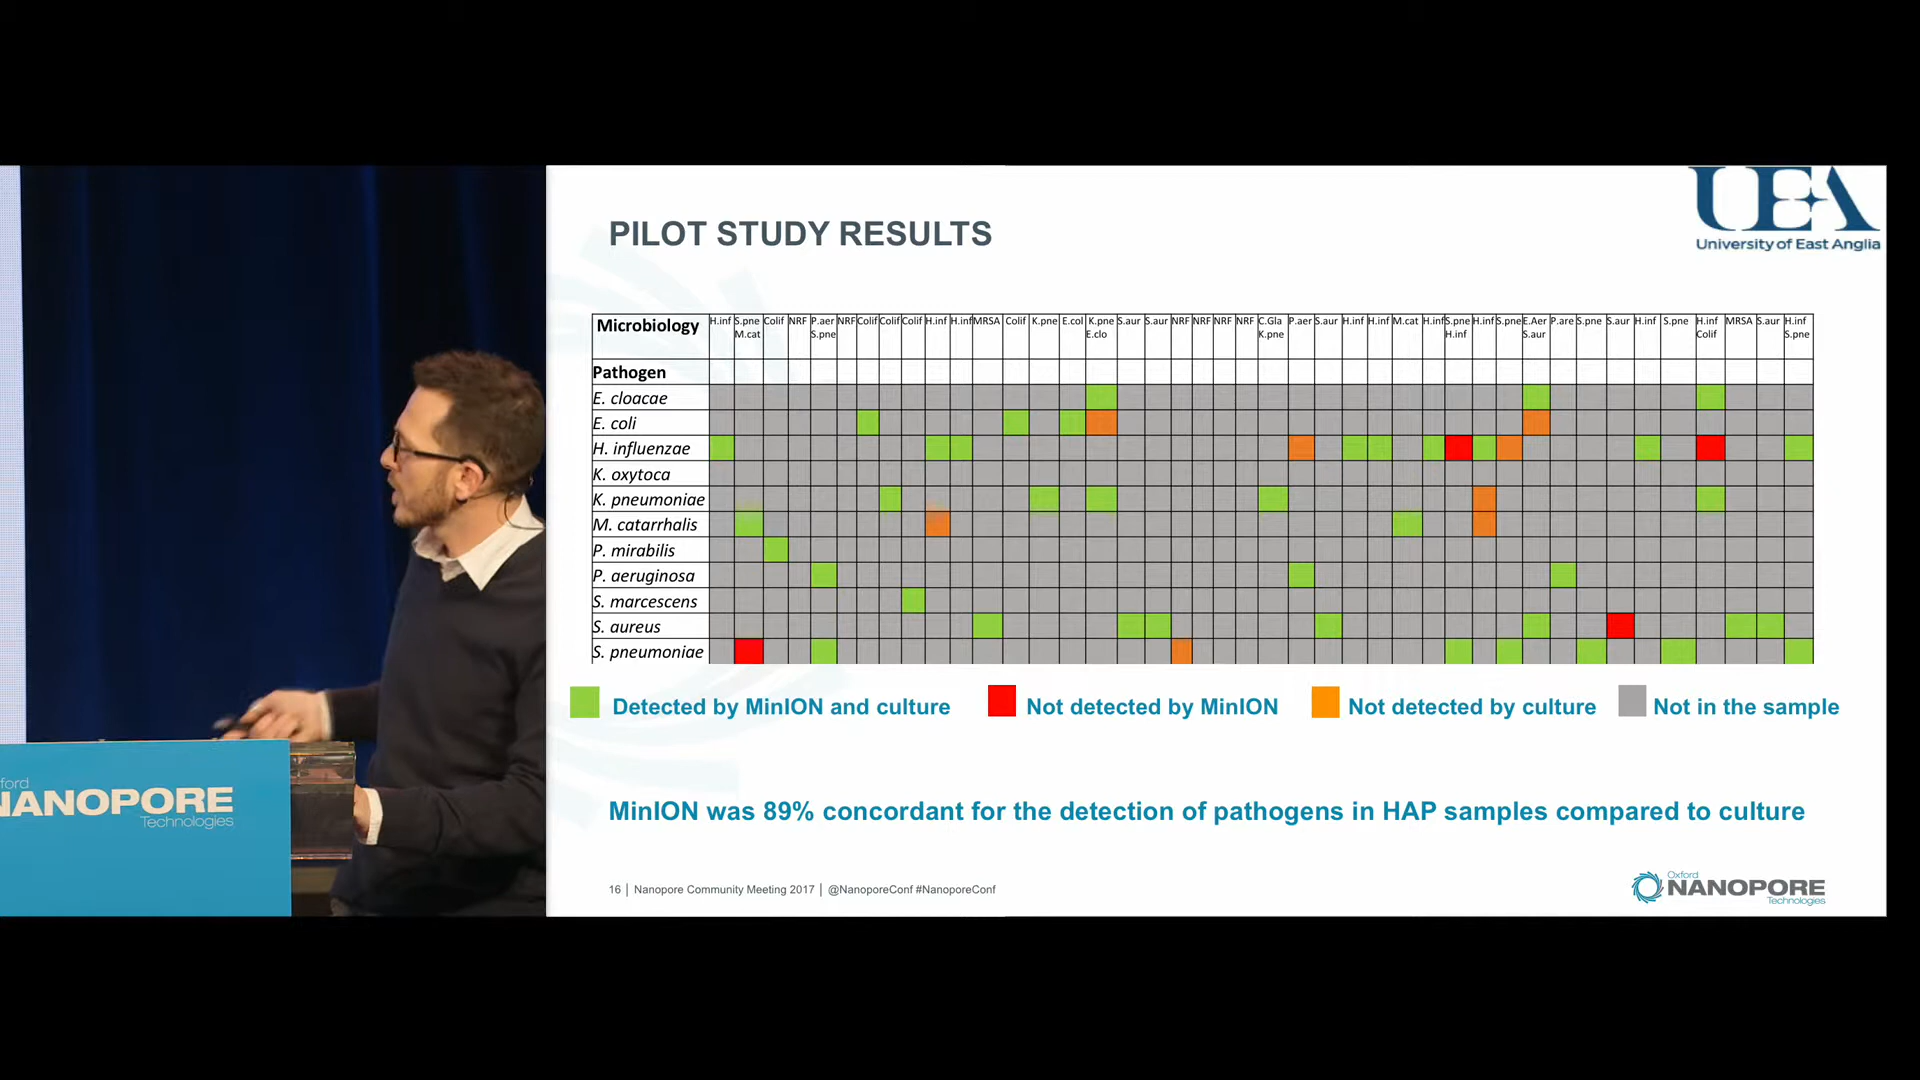 UEA
University of East Anglia
PILOT STUDY RESULTS
Microbiology H.inf S.pne Colif NRF P.aer NRF Colif Colif Colif H.inf H.inf MRSA Colif K.pne E.col K.pne S.aur S.aur NRF NRF NRF NRF C.Gla P.aer S.aur H.inf H.inf M.cat H.inf S.pne H.inf S.pne E.Aer P.are S.pne S.aur H.inf S.pne H.inf MRSA S.aur H.inf
M.cat S.pne E.clo K.pne H.inf S.aur Colif S.pne
Pathogen
E. cloacae
E. coli
H. influenzae
K. oxytoca
K. pneumoniae
M. catarrhalis
P. mirabilis
P. aeruginosa
S. marcescens
S. aureus
S. pneumoniae
Detected by MinION and culture Not detected by MinION Not detected by culture Not in the sample
MinION was 89% concordant for the detection of pathogens in HAP samples compared to culture
16 | Nanopore Community Meeting 2017 | @NanoporeConf #NanoporeConf
Oxford
NANOPORE
Technologies
ford
NANOPORE
Technologies